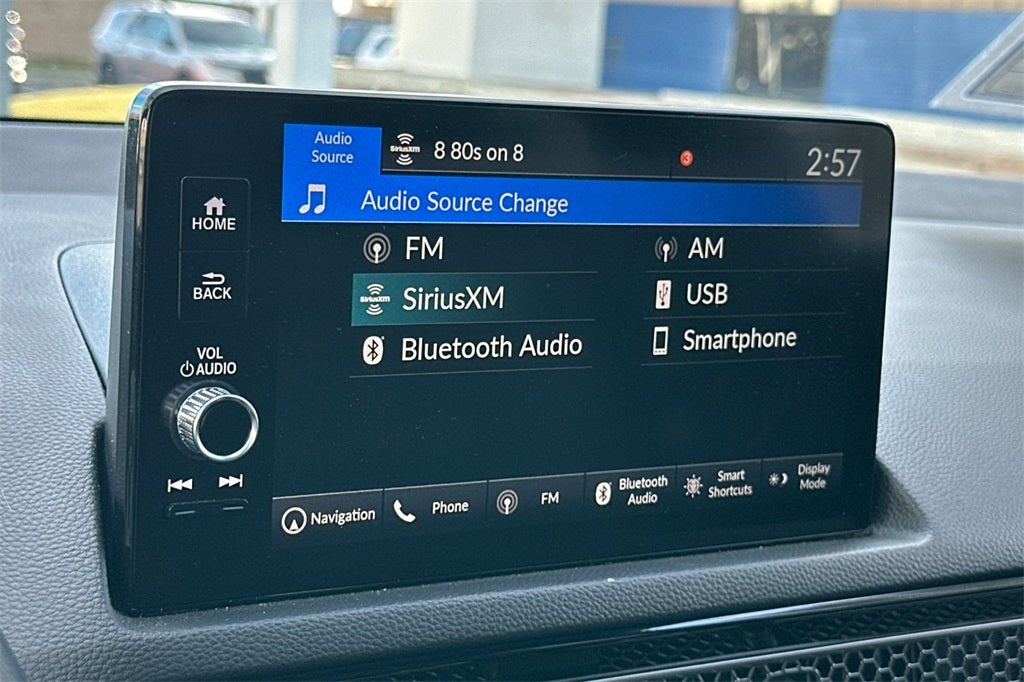 Audio
Source
SiriusXM 8 80s on 8
3
2:57
Audio Source Change
HOME
BACK
VOL
AUDIO
FM
AM
SiriusXM SiriusXM
USB
Bluetooth Audio
Smartphone
Navigation
Phone
FM
Bluetooth
Audio
Smart
Shortcuts
Display
Mode